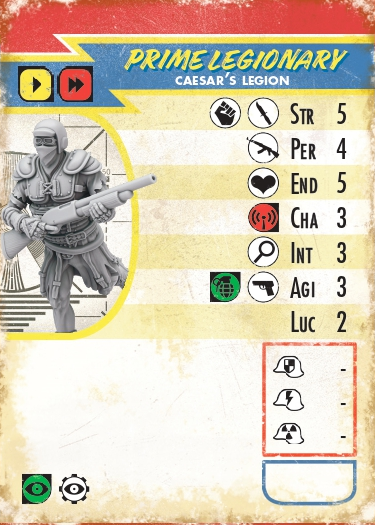 PRIME LEGIONARY
CAESAR'S LEGION
STR 5
PER 4
END 5
CHA 3
INT 3
AGI 3
LUC 2
-
-
-